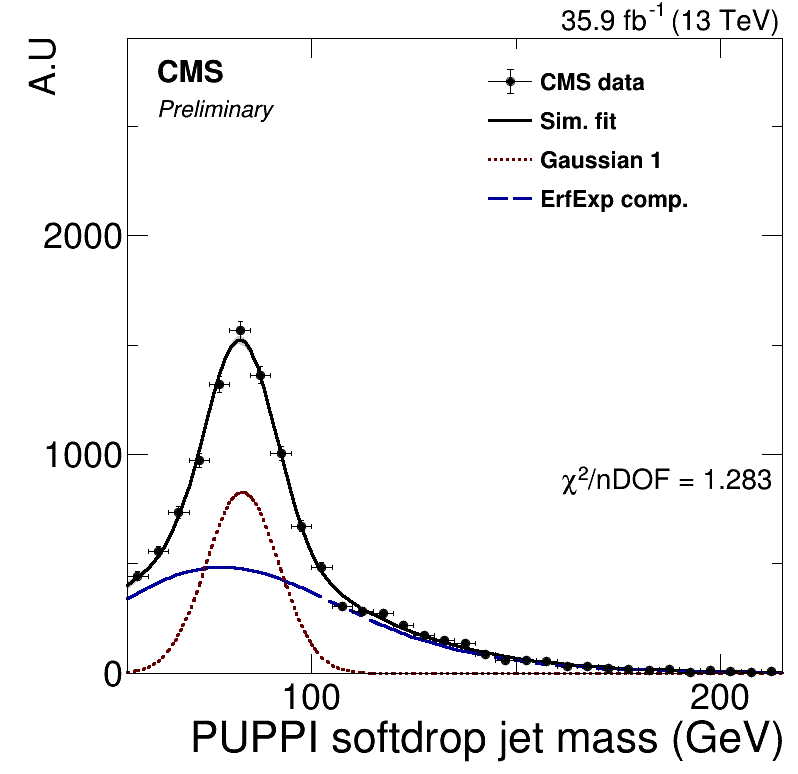 35.9 fb⁻¹ (13 TeV)
A.U
CMS
Preliminary
CMS data
Sim. fit
Gaussian 1
ErfExp comp.
2000
1000
χ²/nDOF = 1.283
0
100
200
PUPPI softdrop jet mass (GeV)